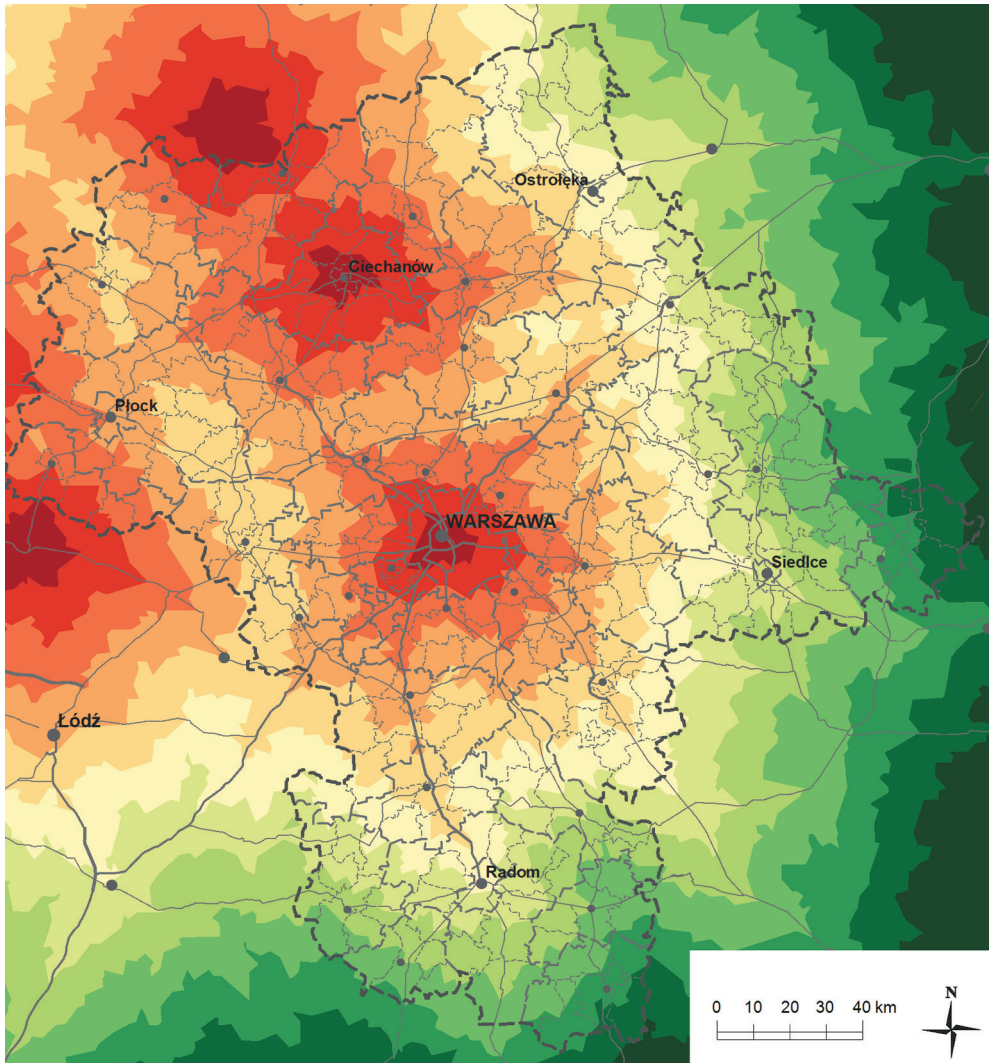 Ostrołęka
Ciechanów
Płock
WARSZAWA
Siedlce
Łódź
Radom
0 10 20 30 40 km
N